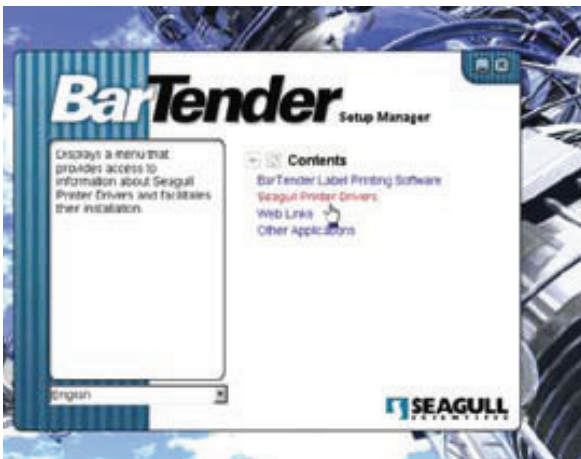 BarTender
Setup Manager
Displays a menu that
provides access to
information about Seagull
Printer Drivers and facilitates
their installation.
Contents
BarTender Label Printing Software
Seagull Printer Drivers
Web Links
Other Applications
English
SEAGULL
SCIENTIFIC